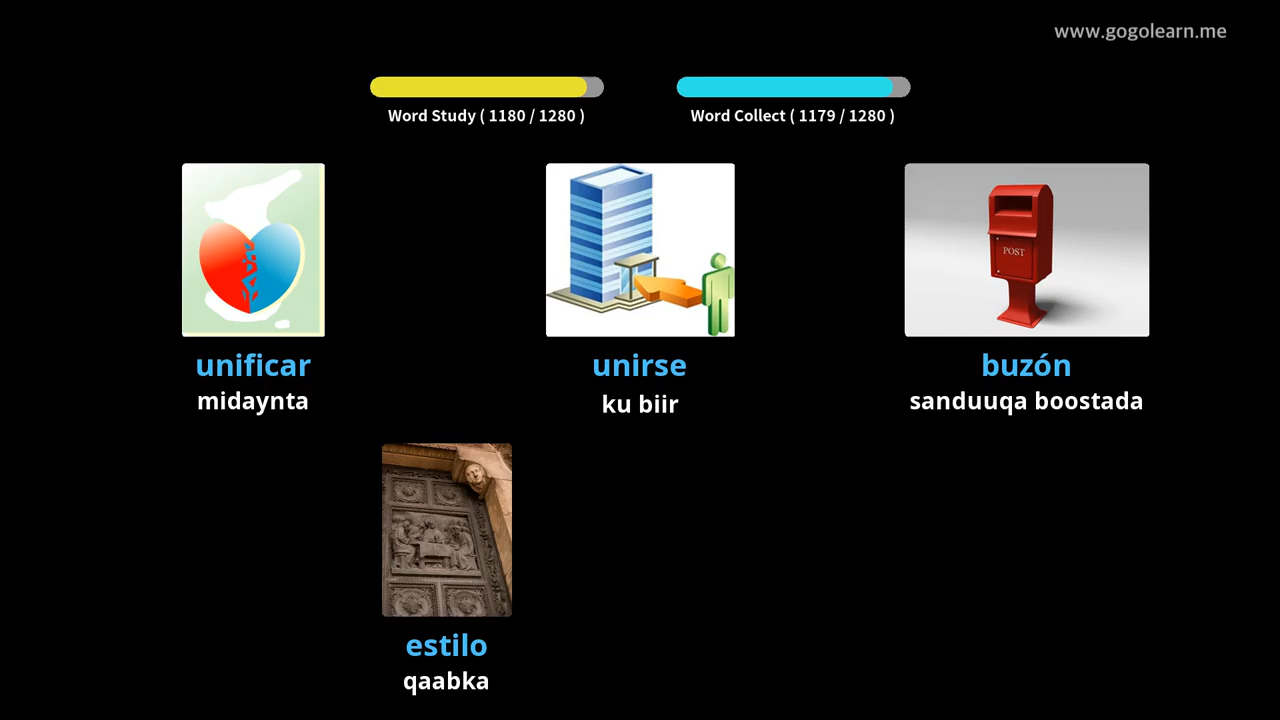 www.gogolearn.me
Word Study ( 1180 / 1280 )
Word Collect ( 1179 / 1280 )
POST
unificar
midaynta
unirse
ku biir
buzón
sanduuqa boostada
estilo
qaabka